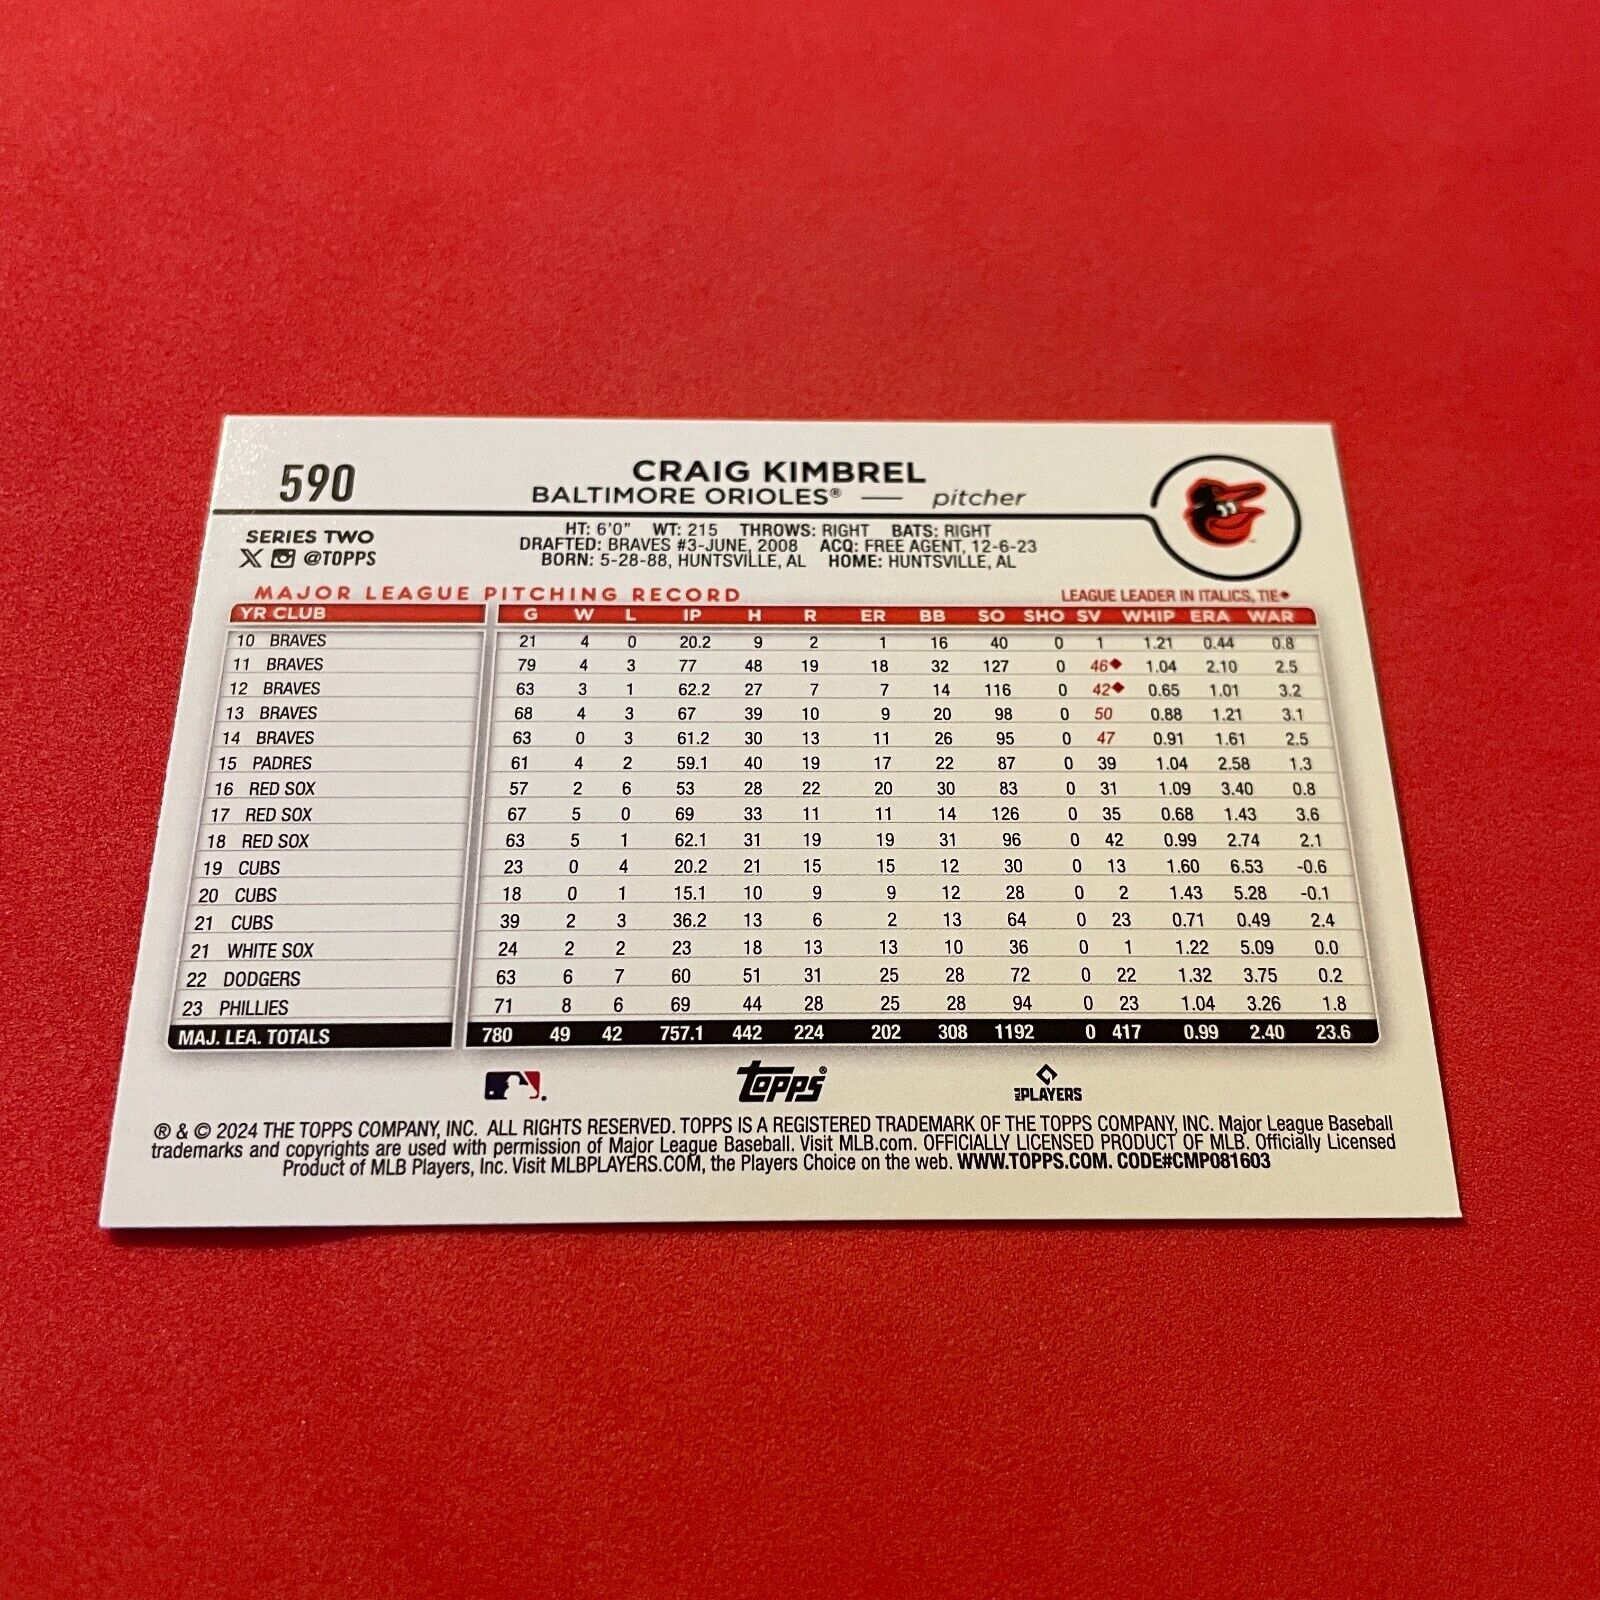 590
CRAIG KIMBREL
BALTIMORE ORIOLES® — pitcher
SERIES TWO
@TOPPS
HT: 6'0" WT: 215 THROWS: RIGHT BATS: RIGHT
DRAFTED: BRAVES #3-JUNE, 2008 ACQ: FREE AGENT, 12-6-23
BORN: 5-28-88, HUNTSVILLE, AL HOME: HUNTSVILLE, AL
MAJOR LEAGUE PITCHING RECORD LEAGUE LEADER IN ITALICS, TIE♦
YR CLUB G W L IP H R ER BB SO SHO SV WHIP ERA WAR
10 BRAVES 21 4 0 20.2 9 2 1 16 40 0 1 1.21 0.44 0.8
11 BRAVES 79 4 3 77 48 19 18 32 127 0 46♦ 1.04 2.10 2.5
12 BRAVES 63 3 1 62.2 27 7 7 14 116 0 42♦ 0.65 1.01 3.2
13 BRAVES 68 4 3 67 39 10 9 20 98 0 50 0.88 1.21 3.1
14 BRAVES 63 0 3 61.2 30 13 11 26 95 0 47 0.91 1.61 2.5
15 PADRES 61 4 2 59.1 40 19 17 22 87 0 39 1.04 2.58 1.3
16 RED SOX 57 2 6 53 28 22 20 30 83 0 31 1.09 3.40 0.8
17 RED SOX 67 5 0 69 33 11 11 14 126 0 35 0.68 1.43 3.6
18 RED SOX 63 5 1 62.1 31 19 19 31 96 0 42 0.99 2.74 2.1
19 CUBS 23 0 4 20.2 21 15 15 12 30 0 13 1.60 6.53 -0.6
20 CUBS 18 0 1 15.1 10 9 9 12 28 0 2 1.43 5.28 -0.1
21 CUBS 39 2 3 36.2 13 6 2 13 64 0 23 0.71 0.49 2.4
21 WHITE SOX 24 2 2 23 18 13 13 10 36 0 1 1.22 5.09 0.0
22 DODGERS 63 6 7 60 51 31 25 28 72 0 22 1.32 3.75 0.2
23 PHILLIES 71 8 6 69 44 28 25 28 94 0 23 1.04 3.26 1.8
MAJ. LEA. TOTALS 780 49 42 757.1 442 224 202 308 1192 0 417 0.99 2.40 23.6
Topps® MLB PLAYERS
® & © 2024 THE TOPPS COMPANY, INC. ALL RIGHTS RESERVED. TOPPS IS A REGISTERED TRADEMARK OF THE TOPPS COMPANY, INC. Major League Baseball
trademarks and copyrights are used with permission of Major League Baseball. Visit MLB.com. OFFICIALLY LICENSED PRODUCT OF MLB. Officially Licensed
Product of MLB Players, Inc. Visit MLBPLAYERS.COM, the Players Choice on the web. WWW.TOPPS.COM. CODE#CMP081603